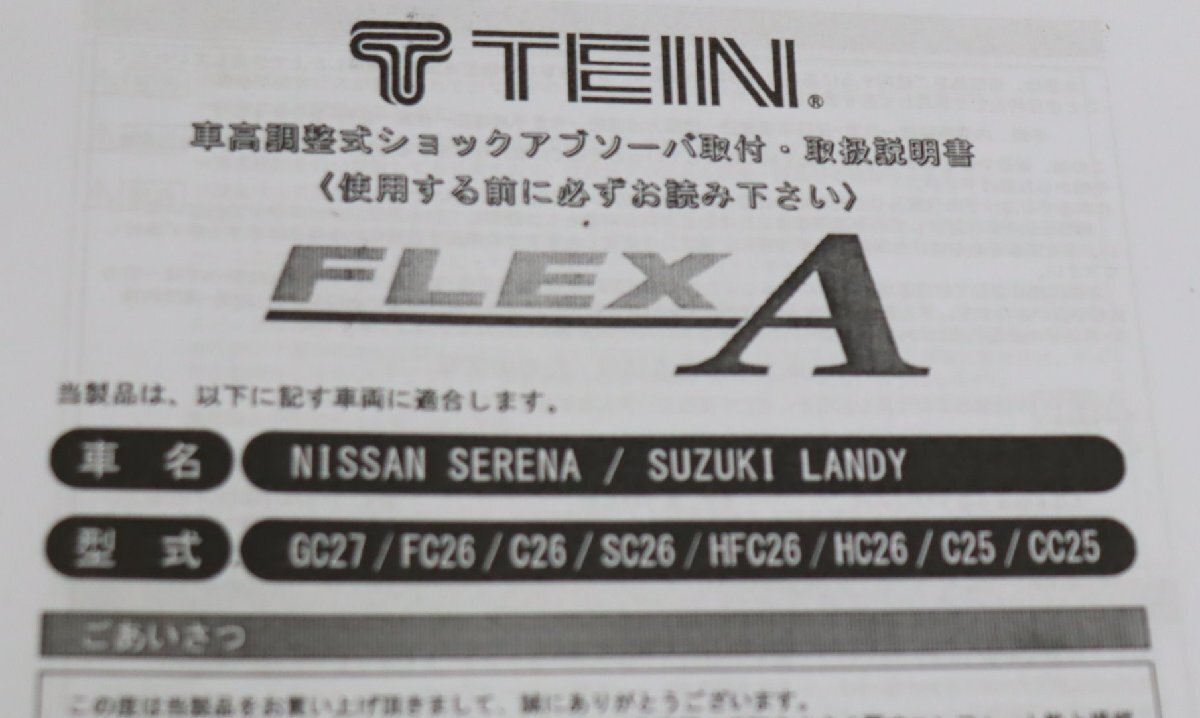 TEIN®
車高調整式ショックアブソーバ取付・取扱説明書
〈使用する前に必ずお読み下さい〉
FLEX A
当製品は、以下に記す車両に適合します。
車 名 NISSAN SERENA / SUZUKI LANDY
型 式 GC27/FC26/C26/SC26/HFC26/HC26/C25/CC25
ごあいさつ
この度は当製品をお買い上げ頂きまして、誠にありがとうございます。